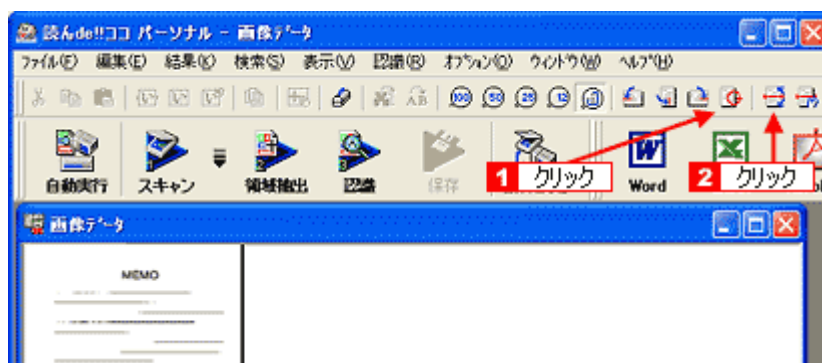 読んde!!ココ パーソナル - 画像データ
ファイル(F) 編集(E) 結果(K) 検索(S) 表示(V) 認識(R) オプション(O) ウィンドウ(W) ヘルプ(H)
100 50 25 12
自動実行 スキャン 領域抽出 認識 保存 Word
1 クリック 2 クリック
画像データ
MEMO